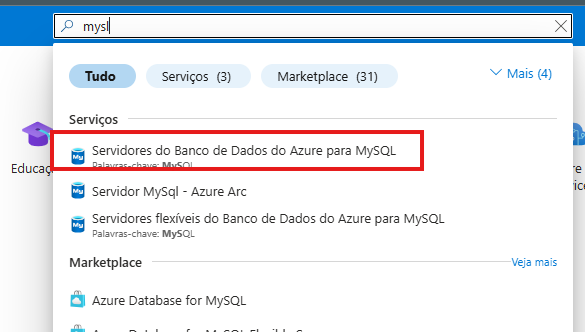 mysl
Tudo
Serviços (3)
Marketplace (31)
Mais (4)
Serviços
Educaç
Servidores do Banco de Dados do Azure para MySQL
Palavras-chave: MySQL
Servidor MySql - Azure Arc
Servidores flexíveis do Banco de Dados do Azure para MySQL
Palavras-chave: MySQL
Marketplace
Veja mais
Azure Database for MySQL